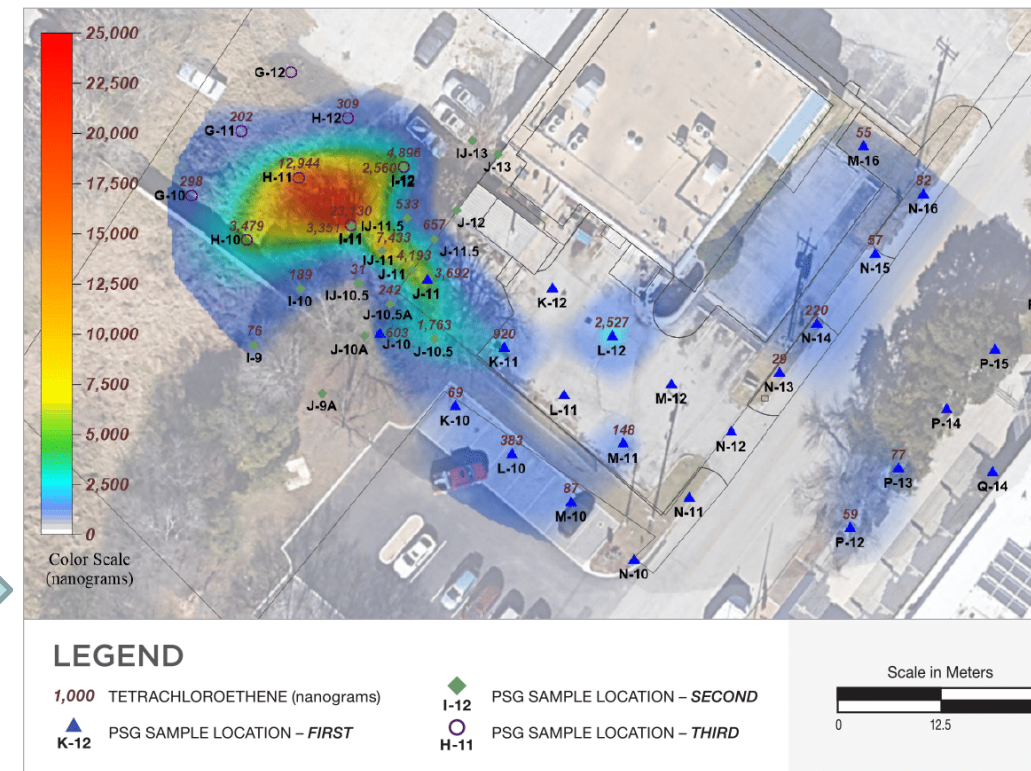 25,000
22,500
20,000
17,500
15,000
12,500
10,000
7,500
5,000
2,500
0
Color Scale
(nanograms)
G-12
202
G-11
309
H-12
298
G-10
12,944
H-11
4,896
2,560
I-12
IJ-13
J-13
3,479
H-10
3,351
I-11
IJ-11.5
533
J-12
657
J-11.5
7,433
IJ-11
4,193
J-11
3,692
J-11
189
I-10
31
IJ-10.5
242
J-10.5A
76
I-9
J-10A
603
J-10
1,763
J-10.5
J-9A
920
K-11
K-12
2,527
L-12
69
K-10
L-11
M-12
383
L-10
148
M-11
87
M-10
N-10
N-11
N-12
29
N-13
220
N-14
57
N-15
82
N-16
55
M-16
P-15
P-14
77
P-13
Q-14
59
P-12
LEGEND
1,000 TETRACHLOROETHENE (nanograms)
K-12 PSG SAMPLE LOCATION – FIRST
I-12 PSG SAMPLE LOCATION – SECOND
H-11 PSG SAMPLE LOCATION – THIRD
Scale in Meters
0 12.5